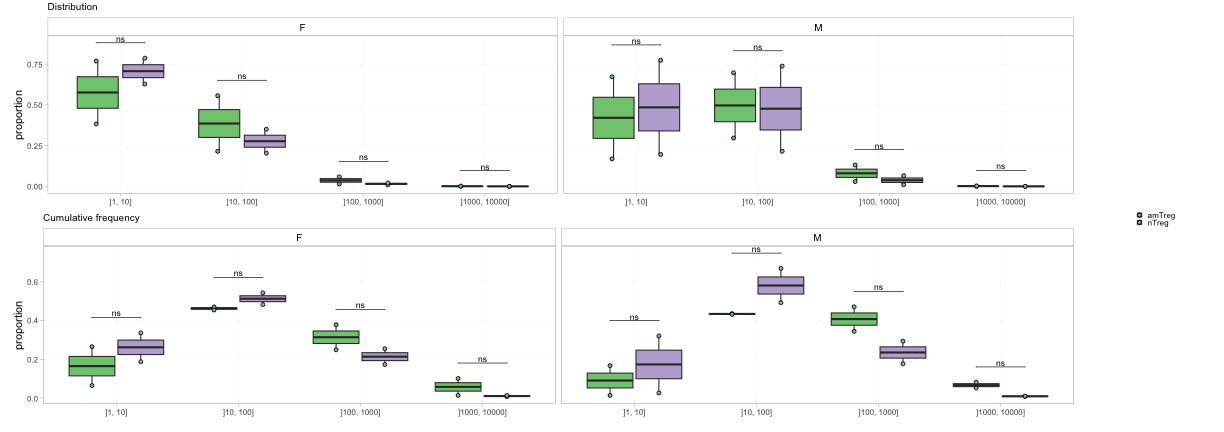 Distribution
F
M
proportion
0.75
0.50
0.25
0.00
ns
ns
ns
ns
ns
ns
ns
ns
]1, 10]
]10, 100]
]100, 1000]
]1000, 10000]
]1, 10]
]10, 100]
]100, 1000]
]1000, 10000]
Cumulative frequency
F
M
proportion
0.6
0.4
0.2
0.0
ns
ns
ns
ns
ns
ns
ns
ns
]1, 10]
]10, 100]
]100, 1000]
]1000, 10000]
]1, 10]
]10, 100]
]100, 1000]
]1000, 10000]
amTreg
nTreg